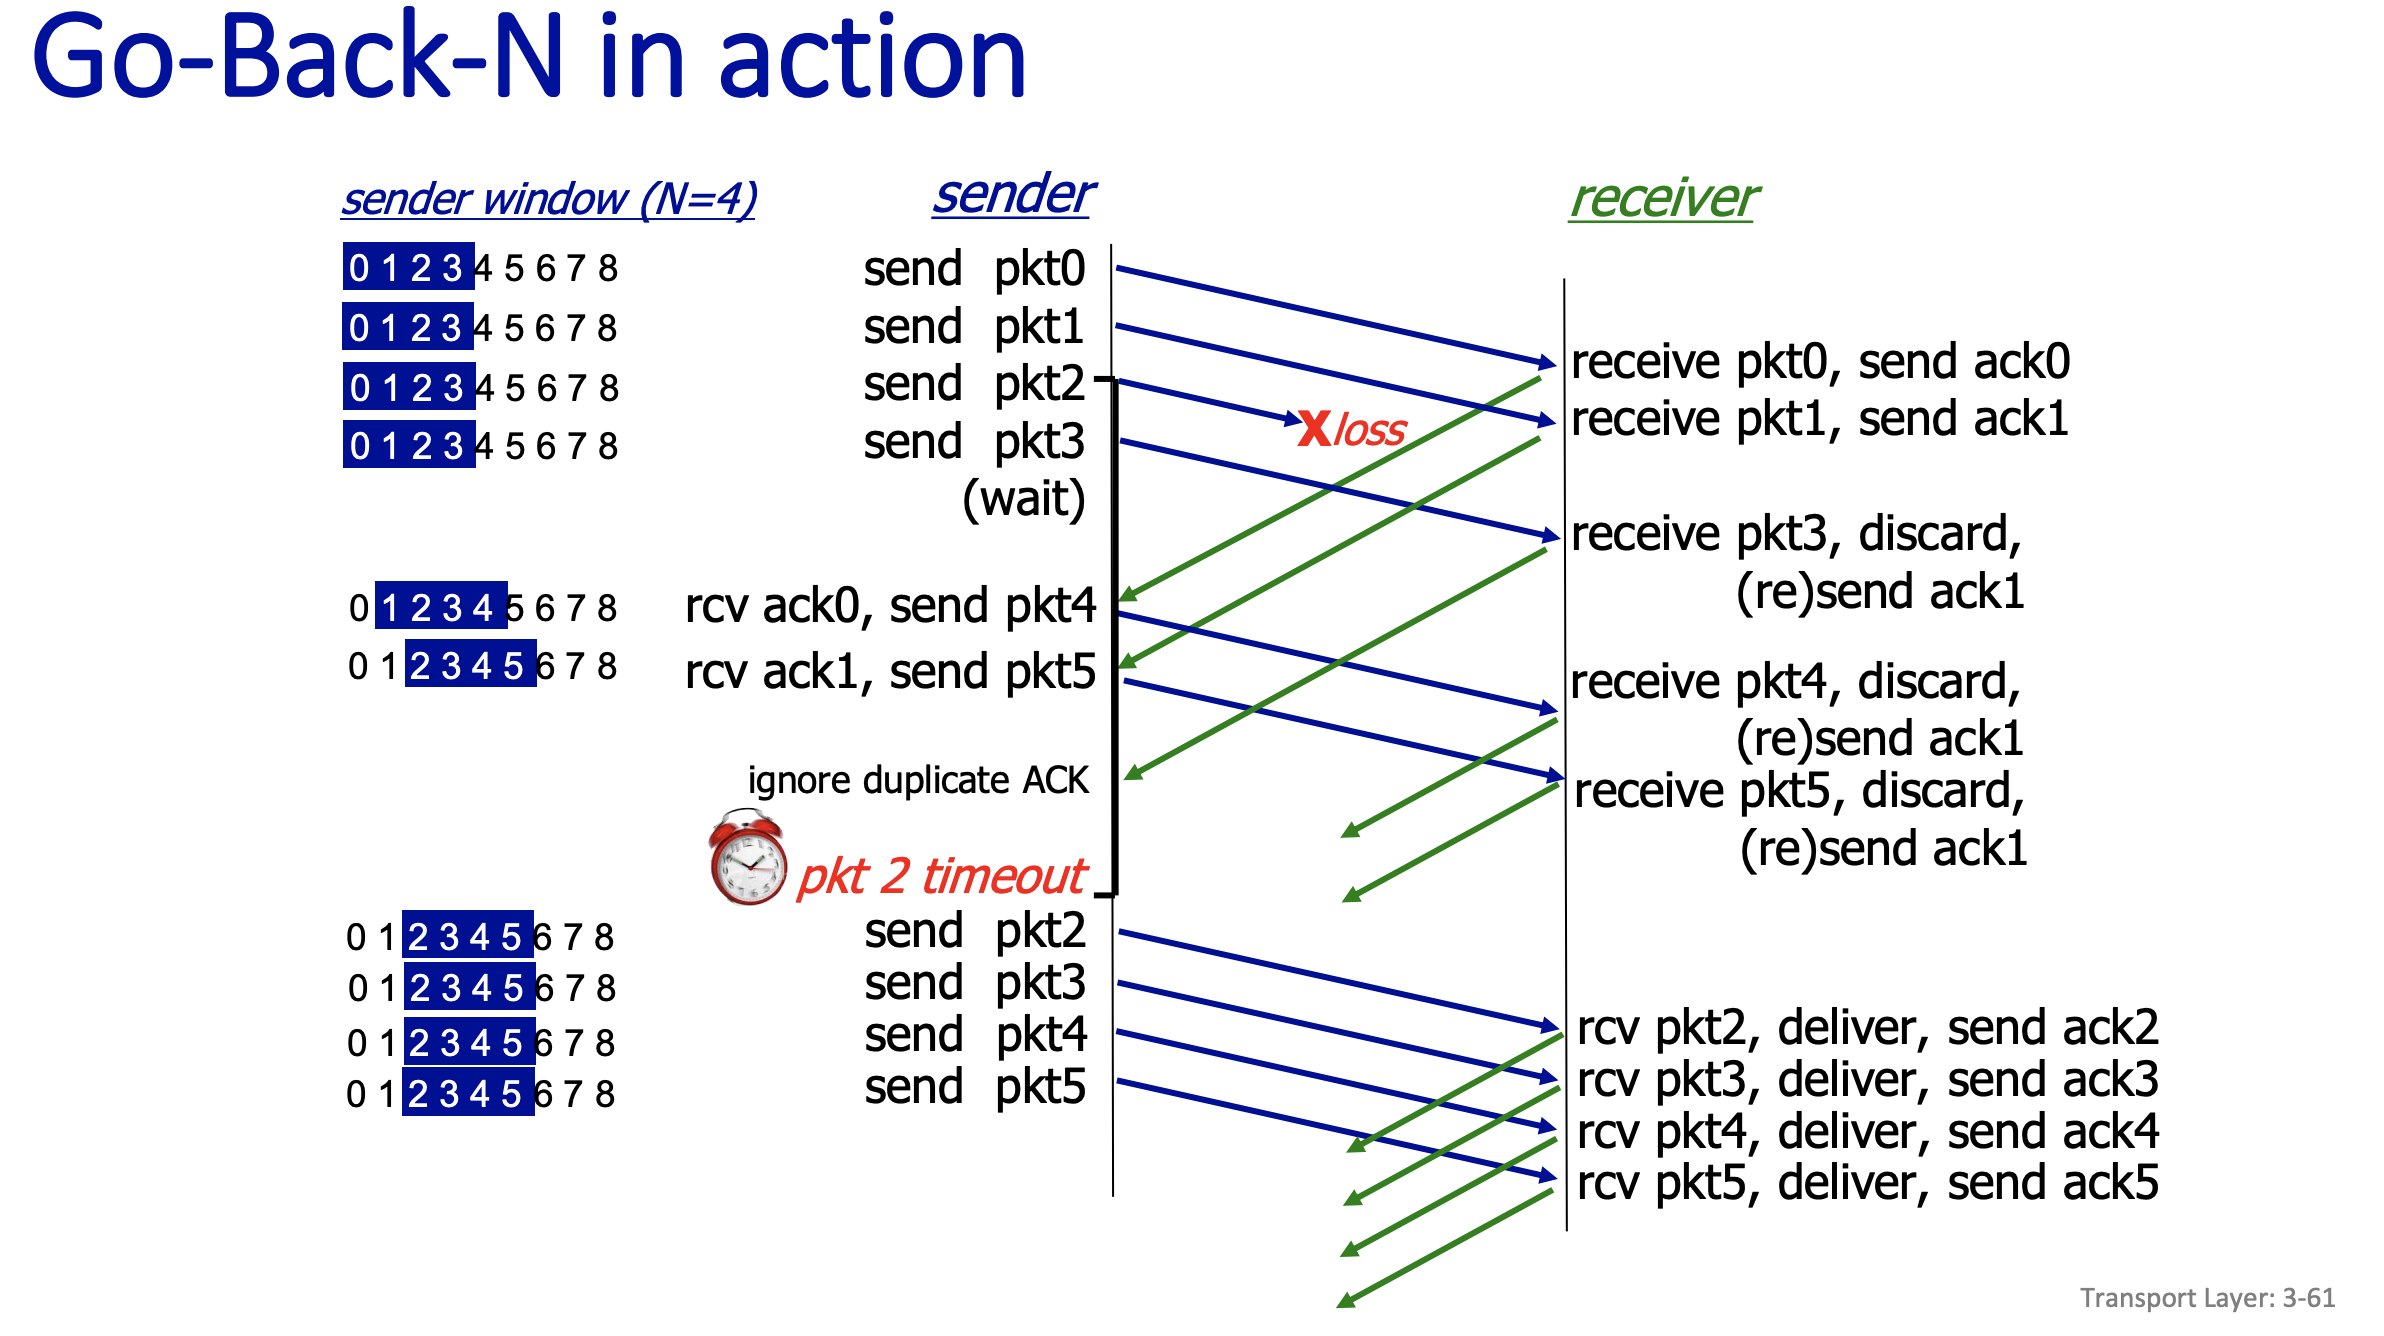 Go-Back-N in action
sender window (N=4)
sender
receiver
0 1 2 3 4 5 6 7 8
send pkt0
0 1 2 3 4 5 6 7 8
send pkt1
receive pkt0, send ack0
0 1 2 3 4 5 6 7 8
send pkt2
receive pkt1, send ack1
X loss
0 1 2 3 4 5 6 7 8
send pkt3
(wait)
receive pkt3, discard,
(re)send ack1
0 1 2 3 4 5 6 7 8
rcv ack0, send pkt4
0 1 2 3 4 5 6 7 8
rcv ack1, send pkt5
receive pkt4, discard,
(re)send ack1
ignore duplicate ACK
receive pkt5, discard,
(re)send ack1
pkt 2 timeout
0 1 2 3 4 5 6 7 8
send pkt2
0 1 2 3 4 5 6 7 8
send pkt3
0 1 2 3 4 5 6 7 8
send pkt4
0 1 2 3 4 5 6 7 8
send pkt5
rcv pkt2, deliver, send ack2
rcv pkt3, deliver, send ack3
rcv pkt4, deliver, send ack4
rcv pkt5, deliver, send ack5
Transport Layer: 3-61